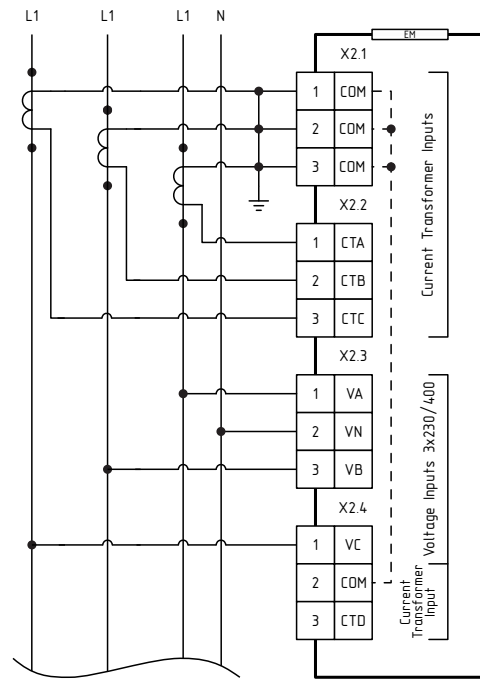 L1
L1 N
EM
X2.1
1 COM
2 COM
3 COM
Current Transformer Inputs
X2.2
1 CTA
2 CTB
3 CTC
X2.3
1 VA
2 VN
3 VB
Voltage Inputs 3x230/400
X2.4
1 VC
2 COM
3 CTD
Current
Transformer
Input